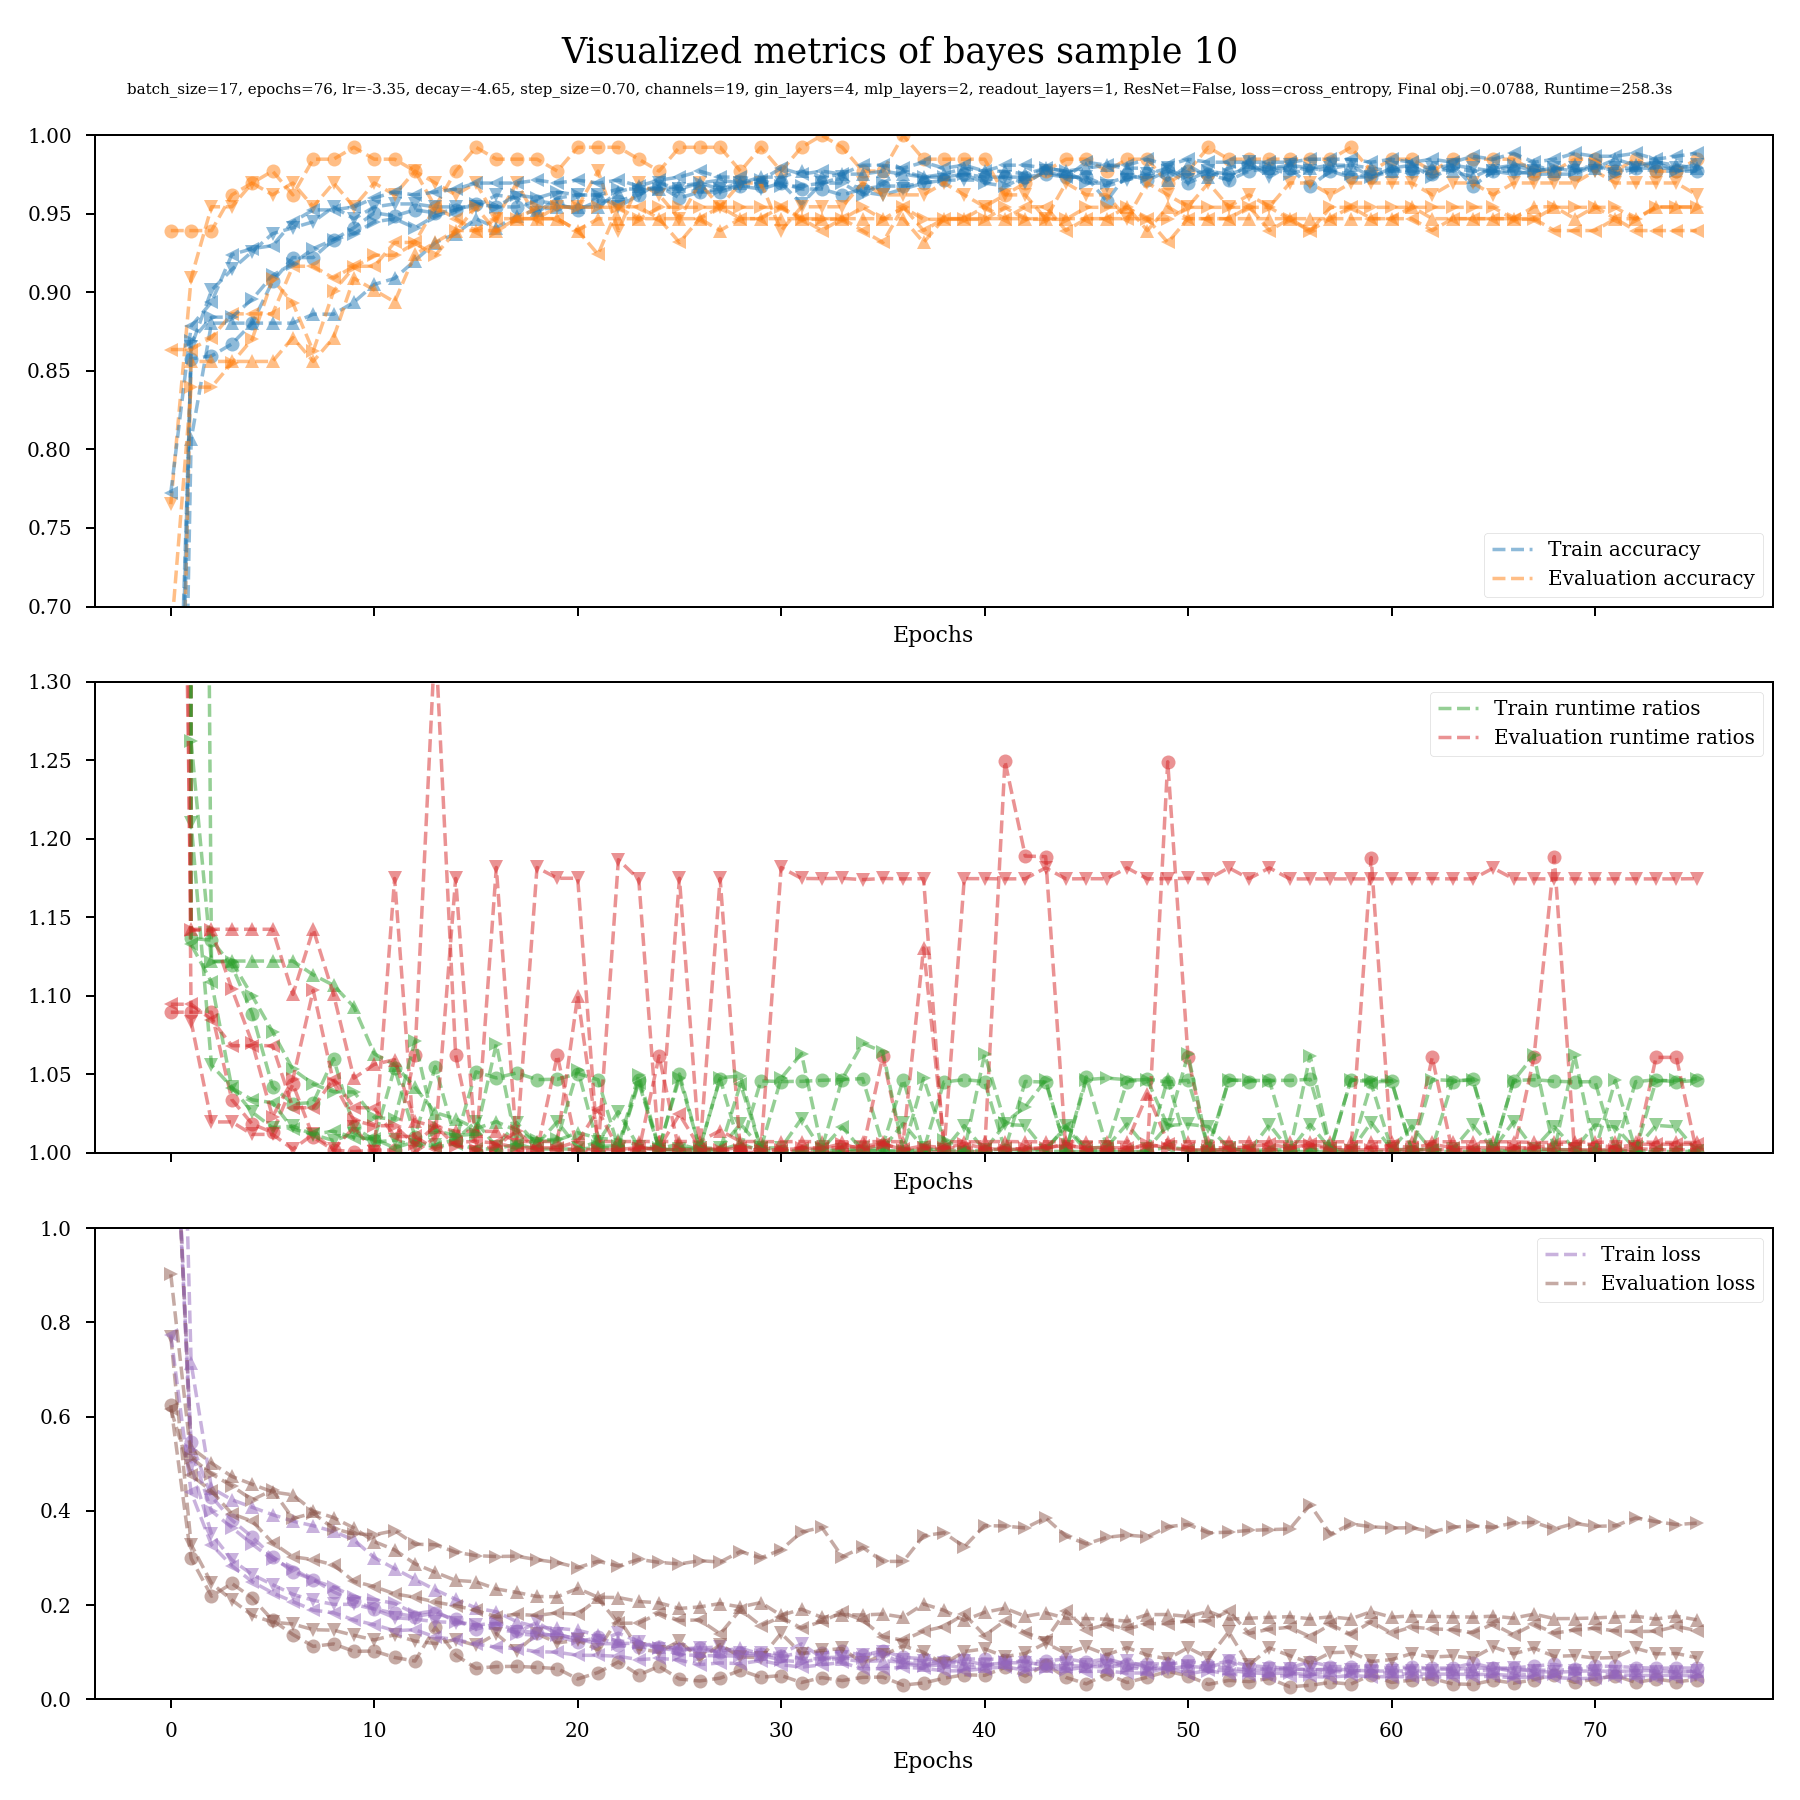 Visualized metrics of bayes sample 10
batch_size=17, epochs=76, lr=-3.35, decay=-4.65, step_size=0.70, channels=19, gin_layers=4, mlp_layers=2, readout_layers=1, ResNet=False, loss=cross_entropy, Final obj.=0.0788, Runtime=258.3s
1.00
0.95
0.90
0.85
0.80
0.75
0.70
Train accuracy
Evaluation accuracy
Epochs
1.30
1.25
1.20
1.15
1.10
1.05
1.00
Train runtime ratios
Evaluation runtime ratios
Epochs
1.0
0.8
0.6
0.4
0.2
0.0
Train loss
Evaluation loss
0 10 20 30 40 50 60 70
Epochs